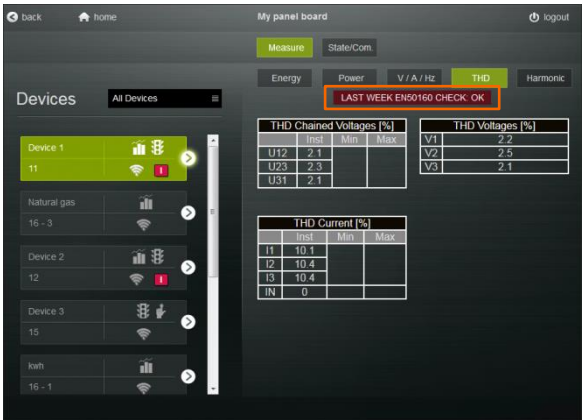 back
home
My panel board
logout
Measure
State/Com.
Energy
Power
V / A / Hz
THD
Harmonic
LAST WEEK EN50160 CHECK: OK
Devices
All Devices
Device 1
11
I
Natural gas
16 - 3
Device 2
12
I
Device 3
15
kwh
16 - 1
THD Chained Voltages [%]
Inst Min Max
U12 2.1
U23 2.3
U31 2.1
THD Voltages [%]
V1 2.2
V2 2.5
V3 2.1
THD Current [%]
Inst Min Max
I1 10.1
I2 10.4
I3 10.4
IN 0